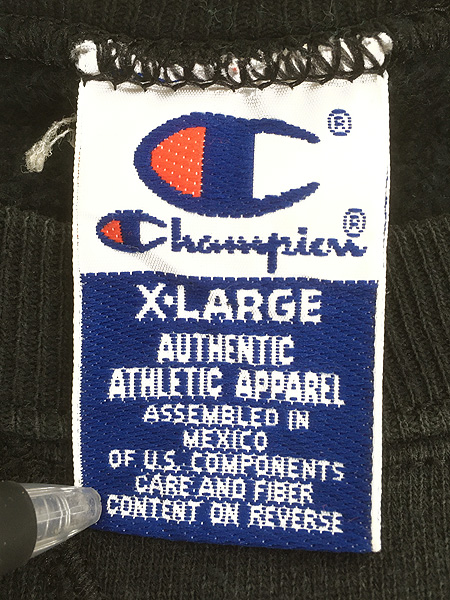 C®
Champion®
X-LARGE
AUTHENTIC
ATHLETIC APPAREL
ASSEMBLED IN
MEXICO
OF U.S. COMPONENTS
CARE AND FIBER
CONTENT ON REVERSE